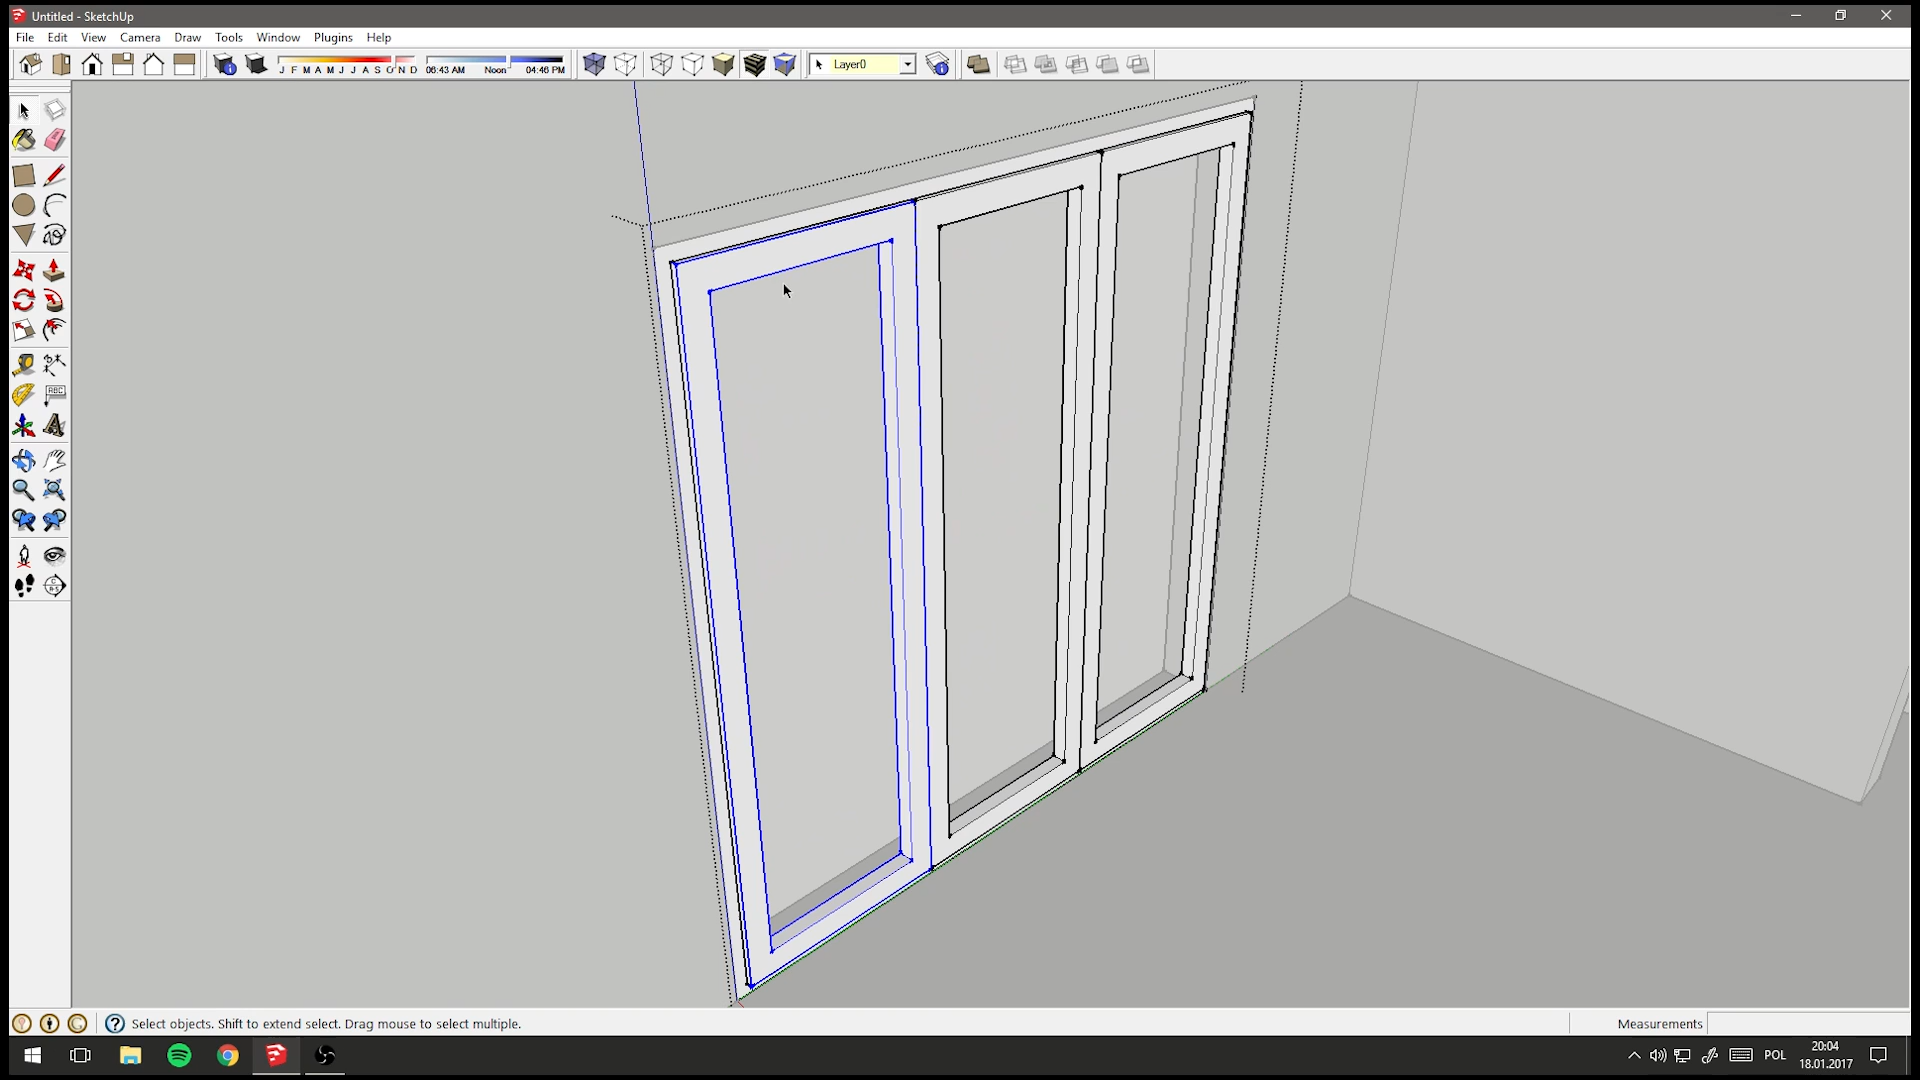 Untitled - SketchUp
File Edit View Camera Draw Tools Window Plugins Help
J F M A M J J A S O N D 06:43 AM Noon 04:46 PM Layer0
ABC
Select objects. Shift to extend select. Drag mouse to select multiple. Measurements
POL 20:04
18.01.2017